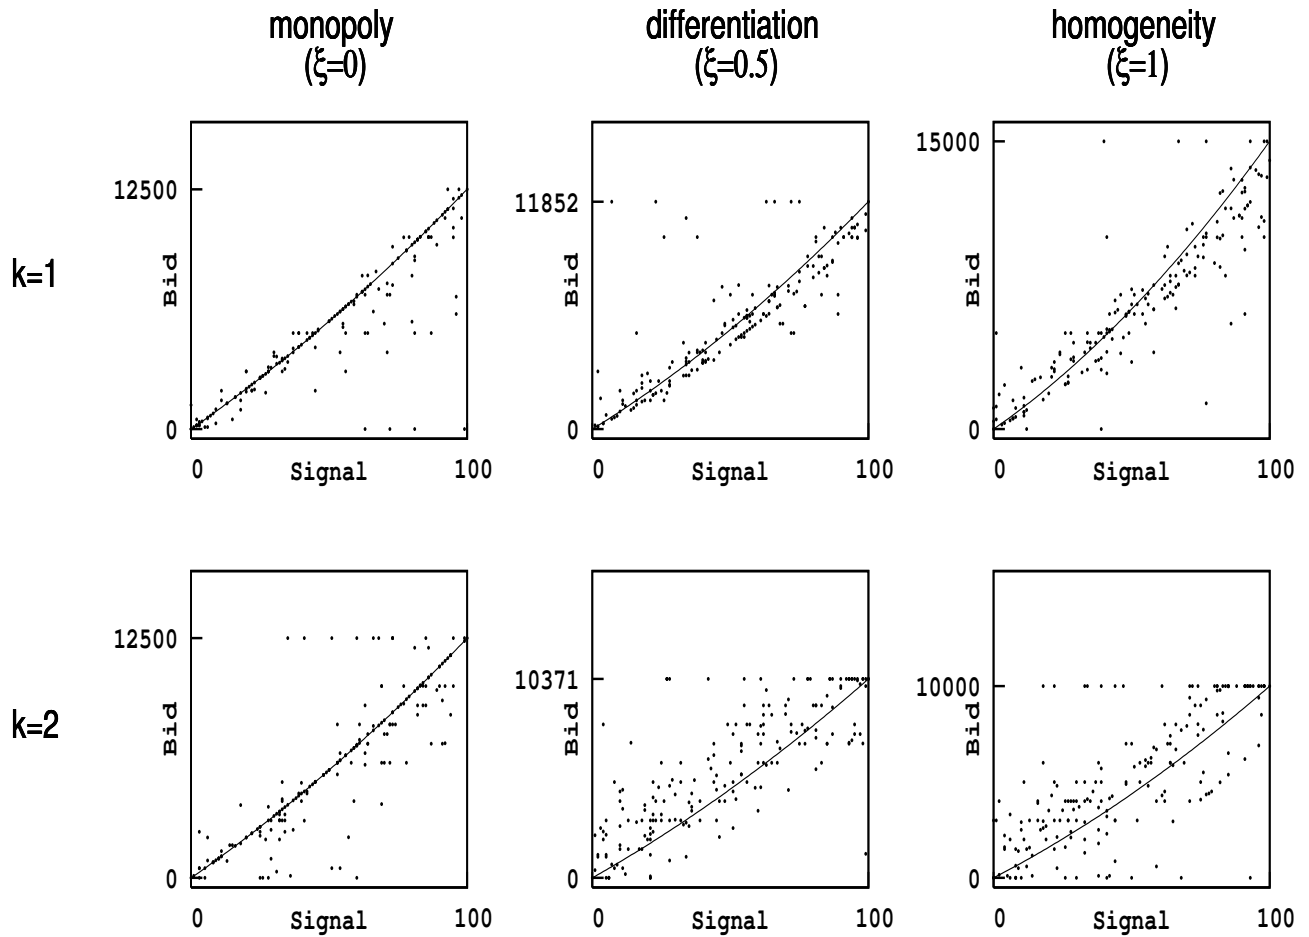 monopoly
(ξ=0)
differentiation
(ξ=0.5)
homogeneity
(ξ=1)
k=1
12500
Bid
0
0
Signal
100
11852
Bid
0
0
Signal
100
15000
Bid
0
0
Signal
100
k=2
12500
Bid
0
0
Signal
100
10371
Bid
0
0
Signal
100
10000
Bid
0
0
Signal
100